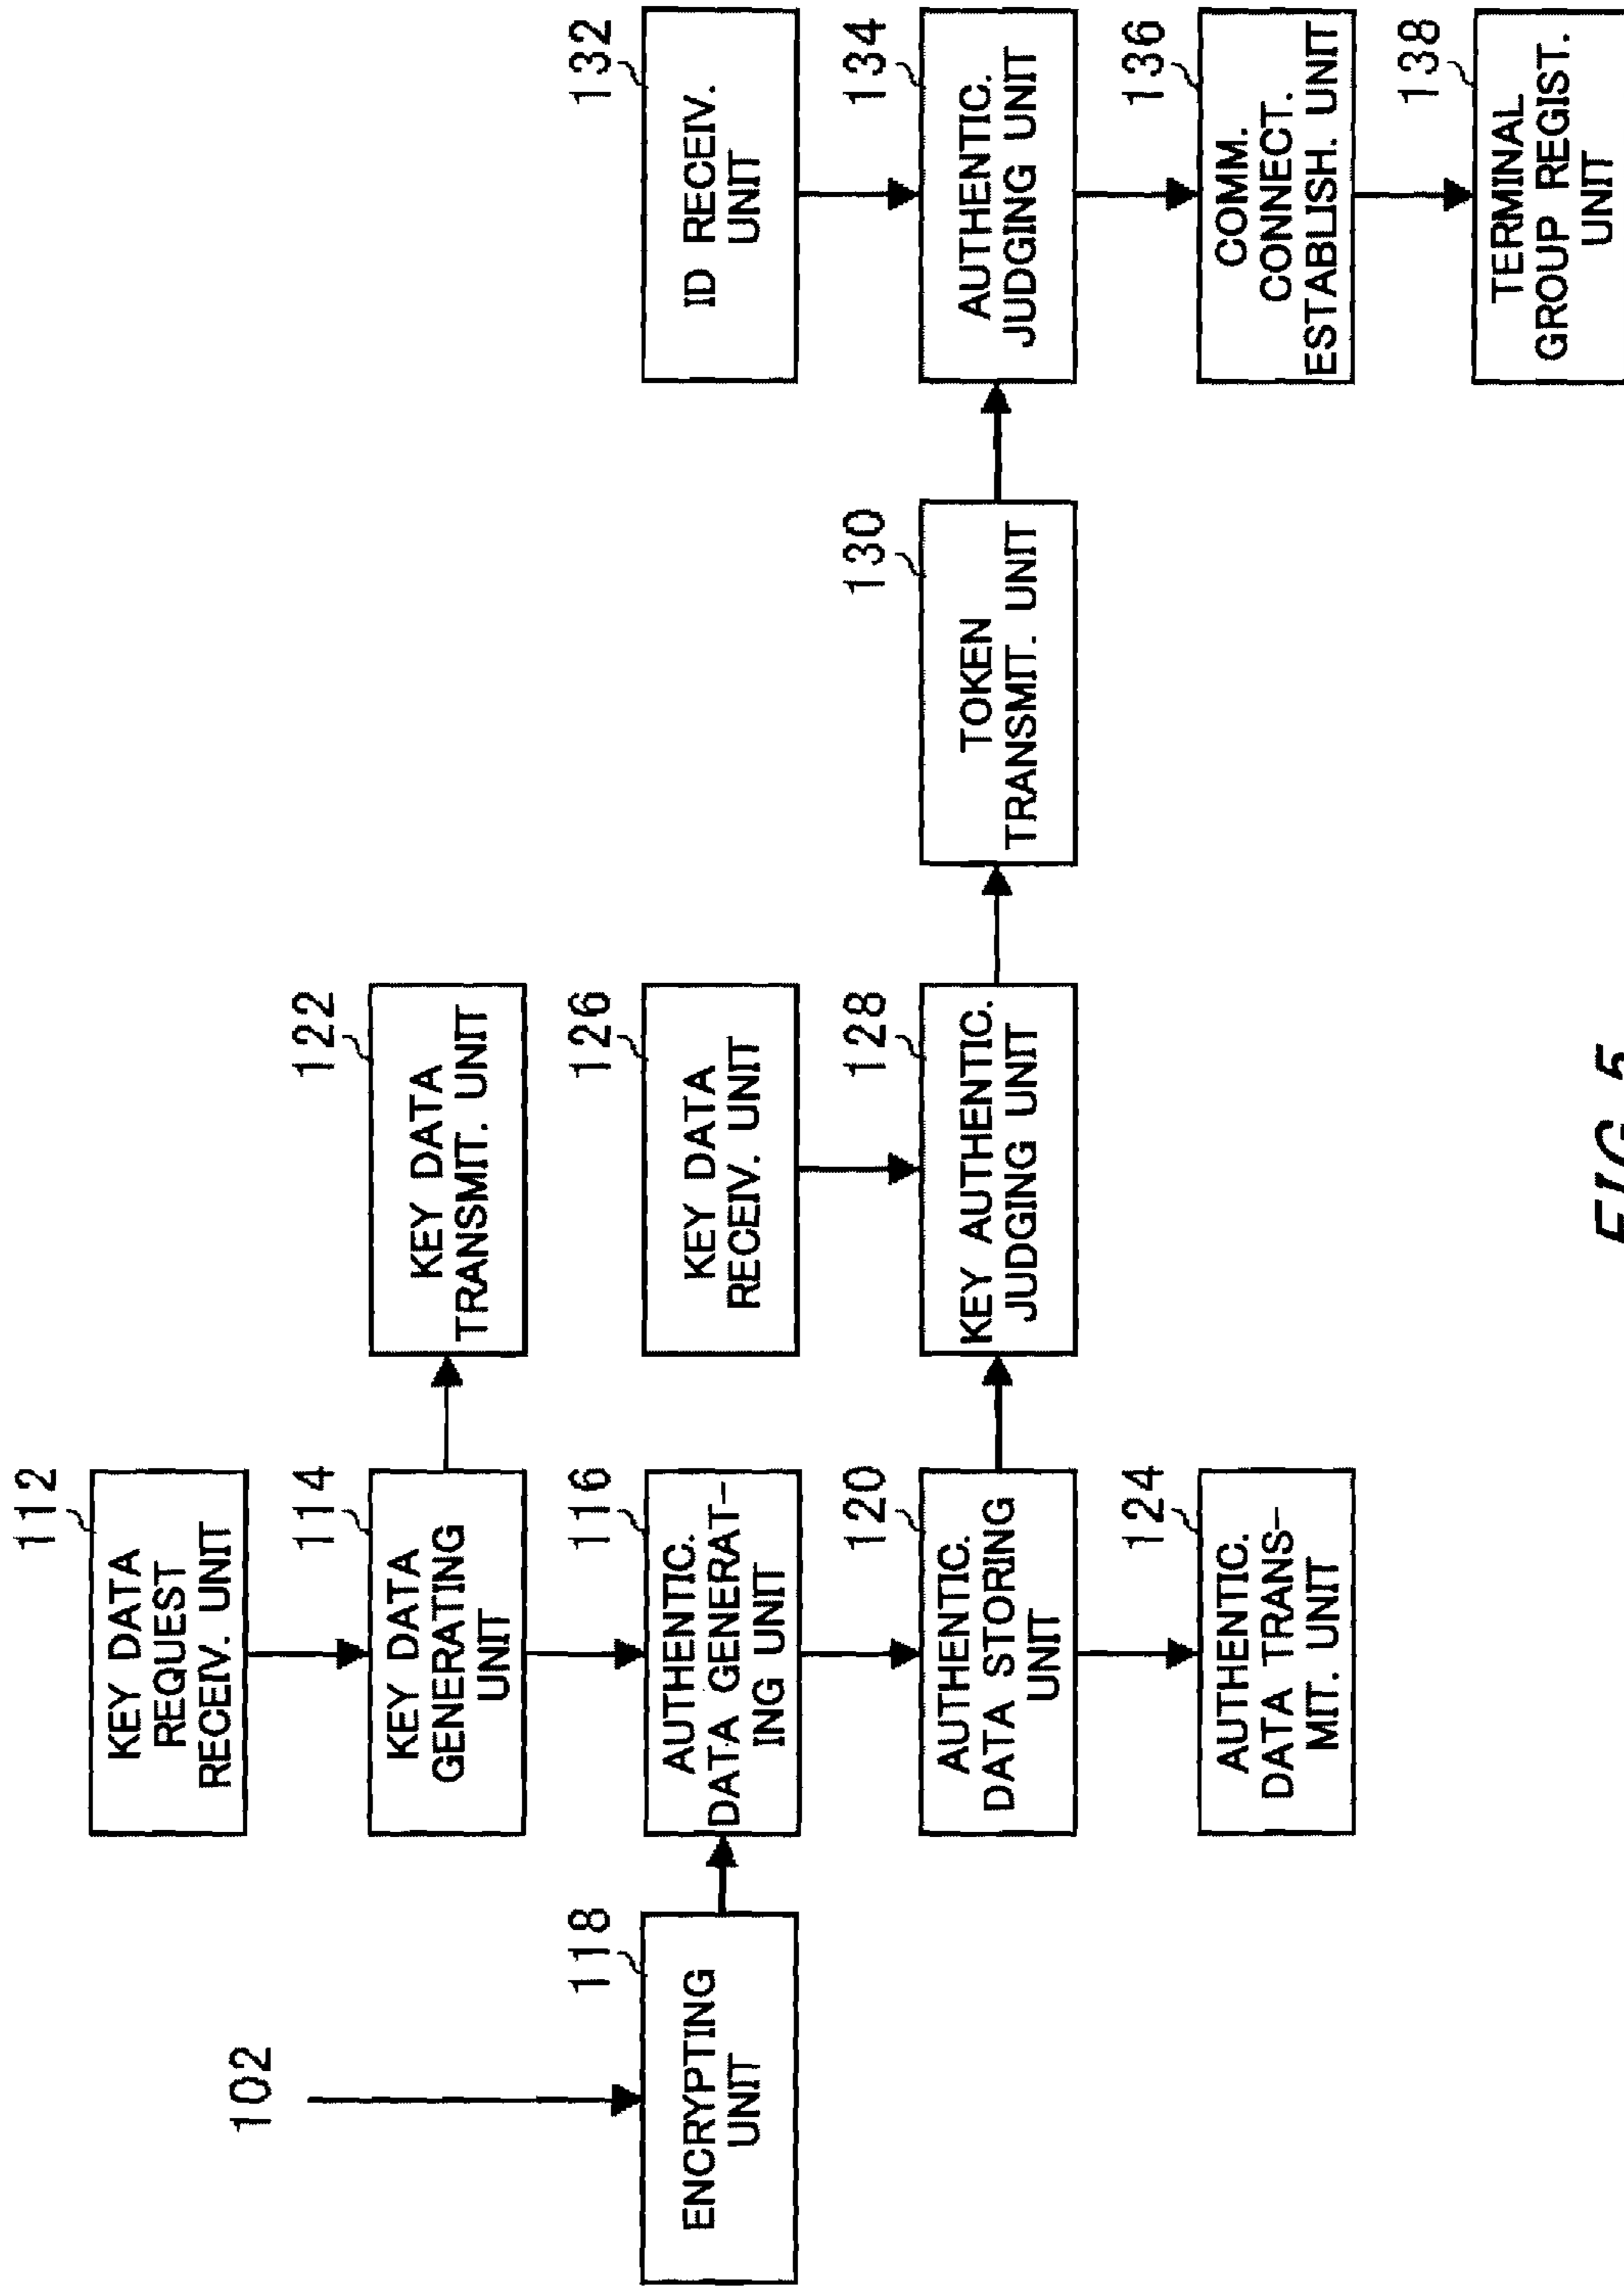 112
KEY DATA
REQUEST
RECEIV. UNIT
114
KEY DATA
GENERATING
UNIT
122
KEY DATA
TRANSMIT. UNIT
102
118
ENCRYPTING
UNIT
116
AUTHENTIC.
DATA GENERAT-
ING UNIT
126
KEY DATA
RECEIV. UNIT
132
ID RECEIV.
UNIT
120
AUTHENTIC.
DATA STORING
UNIT
128
KEY AUTHENTIC.
JUDGING UNIT
130
TOKEN
TRANSMIT. UNIT
134
AUTHENTIC.
JUDGING UNIT
124
AUTHENTIC.
DATA TRANS-
MIT. UNIT
136
COMM.
CONNECT.
ESTABLISH. UNIT
138
TERMINAL
GROUP REGIST.
UNIT
FIG. 5